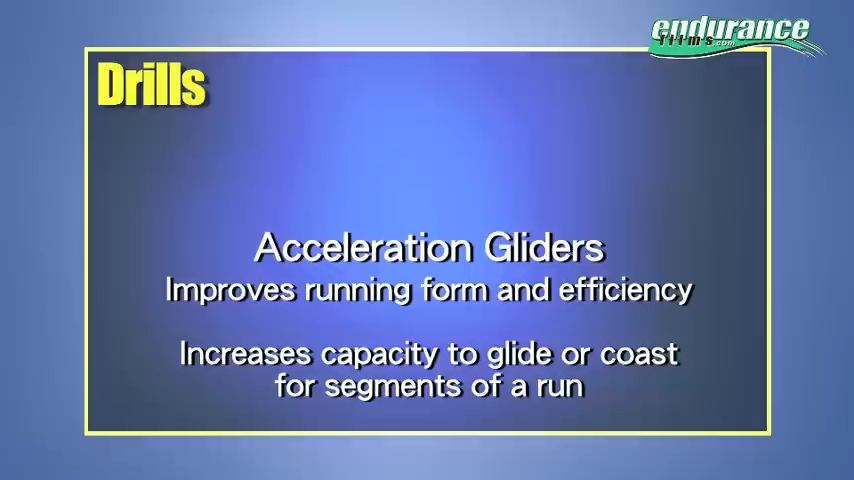 endurance
films.com
Drills
Acceleration Gliders
Improves running form and efficiency
Increases capacity to glide or coast
for segments of a run